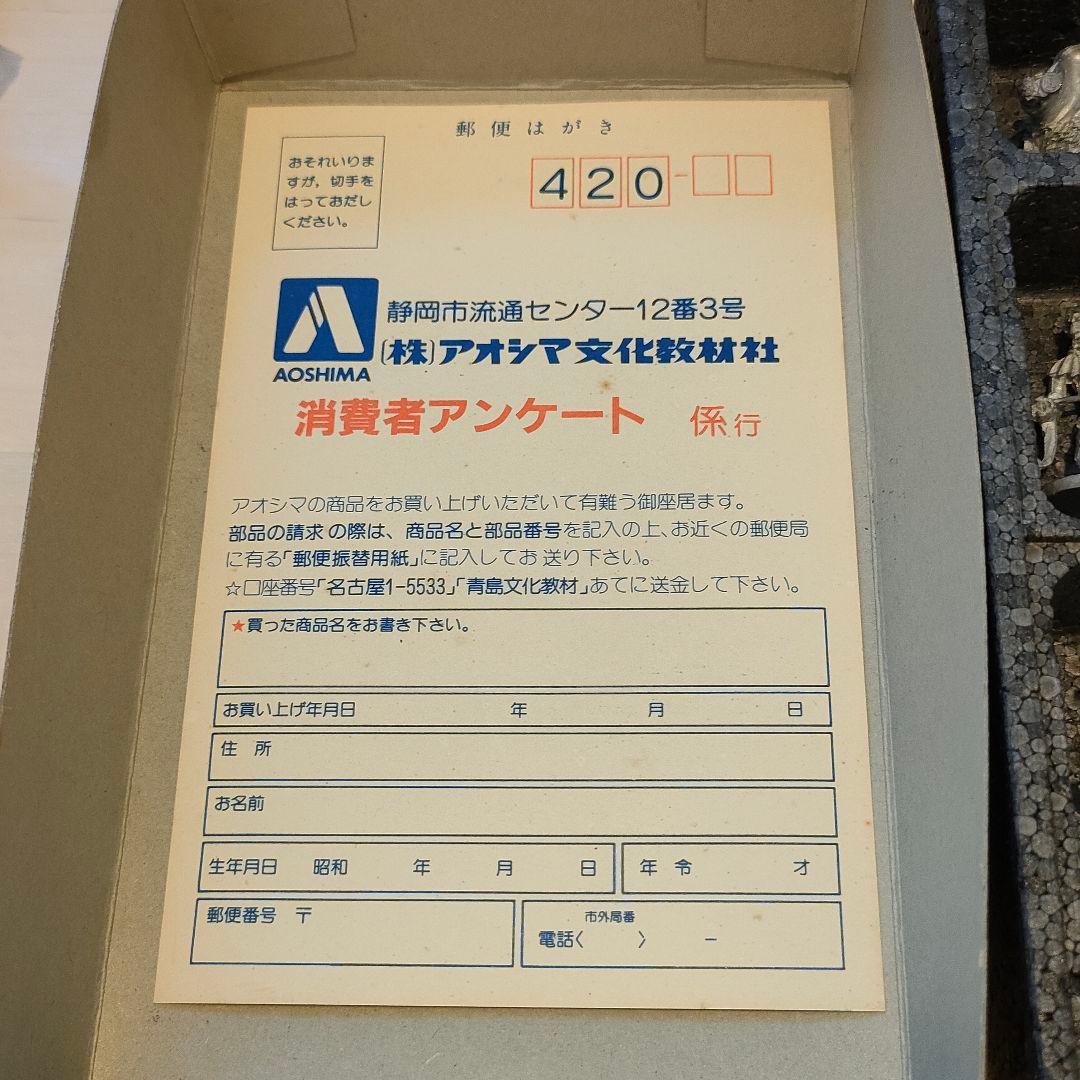 郵便はがき
おそれいりま
すが，切手を
はっておだし
ください。
420-
静岡市流通センター12番3号
AOSHIMA
(株)アオシマ文化教材社
消費者アンケート 係行
アオシマの商品をお買い上げいただいて有難う御座居ます。
部品の請求の際は、商品名と部品番号を記入の上、お近くの郵便局
に有る「郵便振替用紙」に記入してお送り下さい。
☆口座番号「名古屋1-5533」「青島文化教材」あてに送金して下さい。
★買った商品名をお書き下さい。
お買い上げ年月日 年 月 日
住 所
お名前
生年月日 昭和 年 月 日
年 令 才
郵便番号 〒
市外局番
電話〈 〉 －